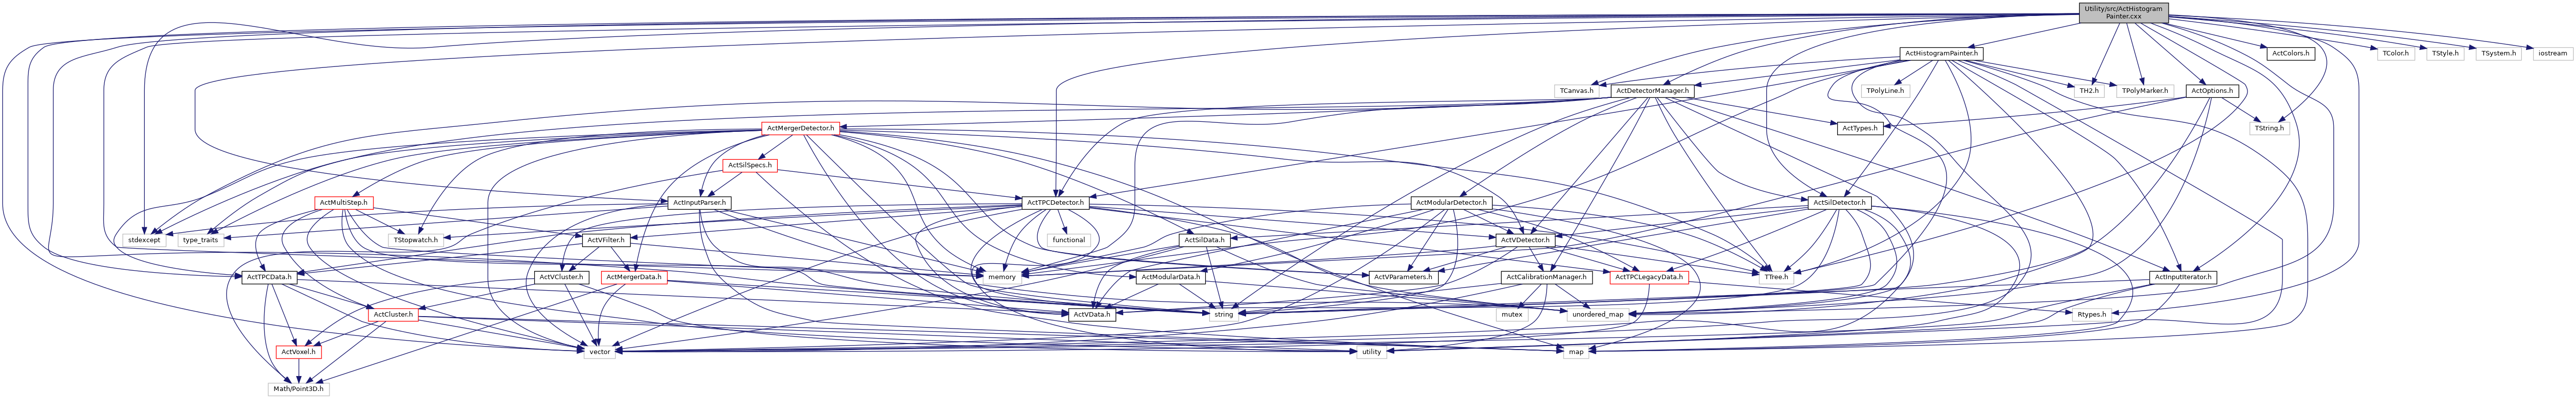 Utility/src/ActHistogram
Painter.cxx
ActHistogramPainter.h
ActColors.h
TColor.h
TStyle.h
TSystem.h
iostream
TCanvas.h
ActDetectorManager.h
TPolyLine.h
TH2.h
TPolyMarker.h
ActOptions.h
ActMergerDetector.h
ActTypes.h
TString.h
ActSilSpecs.h
ActMultiStep.h
ActInputParser.h
ActTPCDetector.h
ActModularDetector.h
ActSilDetector.h
stdexcept
type_traits
TStopwatch.h
ActVFilter.h
functional
ActSilData.h
ActVDetector.h
ActTPCData.h
ActVCluster.h
ActMergerData.h
memory
ActModularData.h
ActVParameters.h
ActCalibrationManager.h
ActTPCLegacyData.h
TTree.h
ActInputIterator.h
ActCluster.h
ActVData.h
string
mutex
unordered_map
Rtypes.h
ActVoxel.h
vector
utility
map
Math/Point3D.h